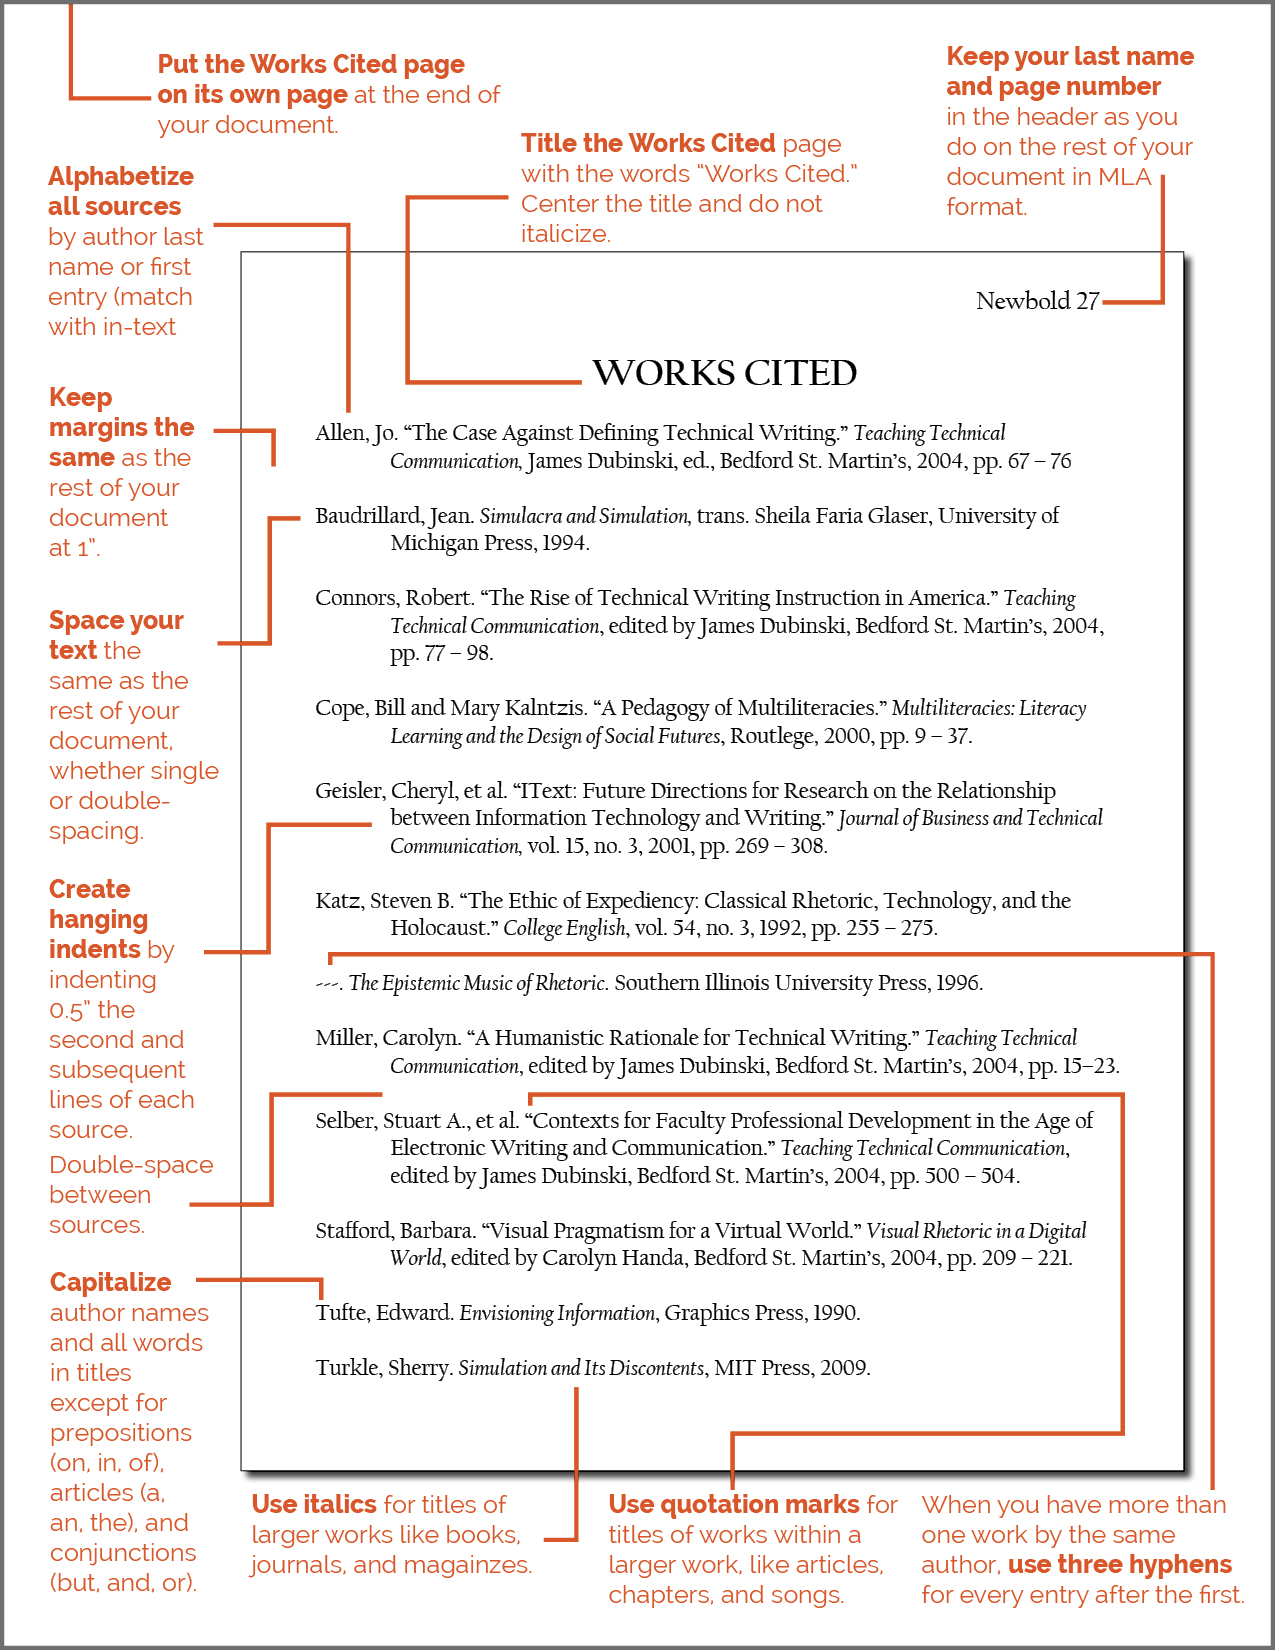 Put the Works Cited page
on its own page at the end of
your document.
Keep your last name
and page number
in the header as you
do on the rest of your
document in MLA
format.
Title the Works Cited page
with the words “Works Cited.”
Center the title and do not
italicize.
Alphabetize
all sources
by author last
name or first
entry (match
with in-text
Keep
margins the
same as the
rest of your
document
at 1”.
Space your
text the
same as the
rest of your
document,
whether single
or double-
spacing.
Create
hanging
indents by
indenting
0.5” the
second and
subsequent
lines of each
source.
Double-space
between
sources.
Capitalize
author names
and all words
in titles
except for
prepositions
(on, in, of),
articles (a,
an, the), and
conjunctions
(but, and, or).
Newbold 27
WORKS CITED
Allen, Jo. “The Case Against Defining Technical Writing.” Teaching Technical
Communication, James Dubinski, ed., Bedford St. Martin’s, 2004, pp. 67 – 76
Baudrillard, Jean. Simulacra and Simulation, trans. Sheila Faria Glaser, University of
Michigan Press, 1994.
Connors, Robert. “The Rise of Technical Writing Instruction in America.” Teaching
Technical Communication, edited by James Dubinski, Bedford St. Martin’s, 2004,
pp. 77 – 98.
Cope, Bill and Mary Kalntzis. “A Pedagogy of Multiliteracies.” Multiliteracies: Literacy
Learning and the Design of Social Futures, Routlege, 2000, pp. 9 – 37.
Geisler, Cheryl, et al. “IText: Future Directions for Research on the Relationship
between Information Technology and Writing.” Journal of Business and Technical
Communication, vol. 15, no. 3, 2001, pp. 269 – 308.
Katz, Steven B. “The Ethic of Expediency: Classical Rhetoric, Technology, and the
Holocaust.” College English, vol. 54, no. 3, 1992, pp. 255 – 275.
---. The Epistemic Music of Rhetoric. Southern Illinois University Press, 1996.
Miller, Carolyn. “A Humanistic Rationale for Technical Writing.” Teaching Technical
Communication, edited by James Dubinski, Bedford St. Martin’s, 2004, pp. 15–23.
Selber, Stuart A., et al. “Contexts for Faculty Professional Development in the Age of
Electronic Writing and Communication.” Teaching Technical Communication,
edited by James Dubinski, Bedford St. Martin’s, 2004, pp. 500 – 504.
Stafford, Barbara. “Visual Pragmatism for a Virtual World.” Visual Rhetoric in a Digital
World, edited by Carolyn Handa, Bedford St. Martin’s, 2004, pp. 209 – 221.
Tufte, Edward. Envisioning Information, Graphics Press, 1990.
Turkle, Sherry. Simulation and Its Discontents, MIT Press, 2009.
Use italics for titles of
larger works like books,
journals, and magainzes.
Use quotation marks for
titles of works within a
larger work, like articles,
chapters, and songs.
When you have more than
one work by the same
author, use three hyphens
for every entry after the first.